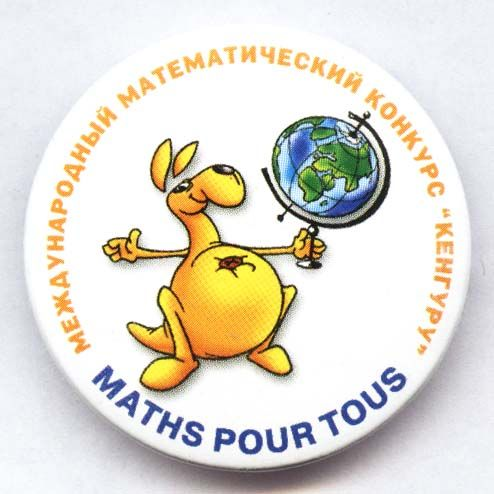 МЕЖДУНАРОДНЫЙ МАТЕМАТИЧЕСКИЙ КОНКУРС "КЕНГУРУ"
MATHS POUR TOUS